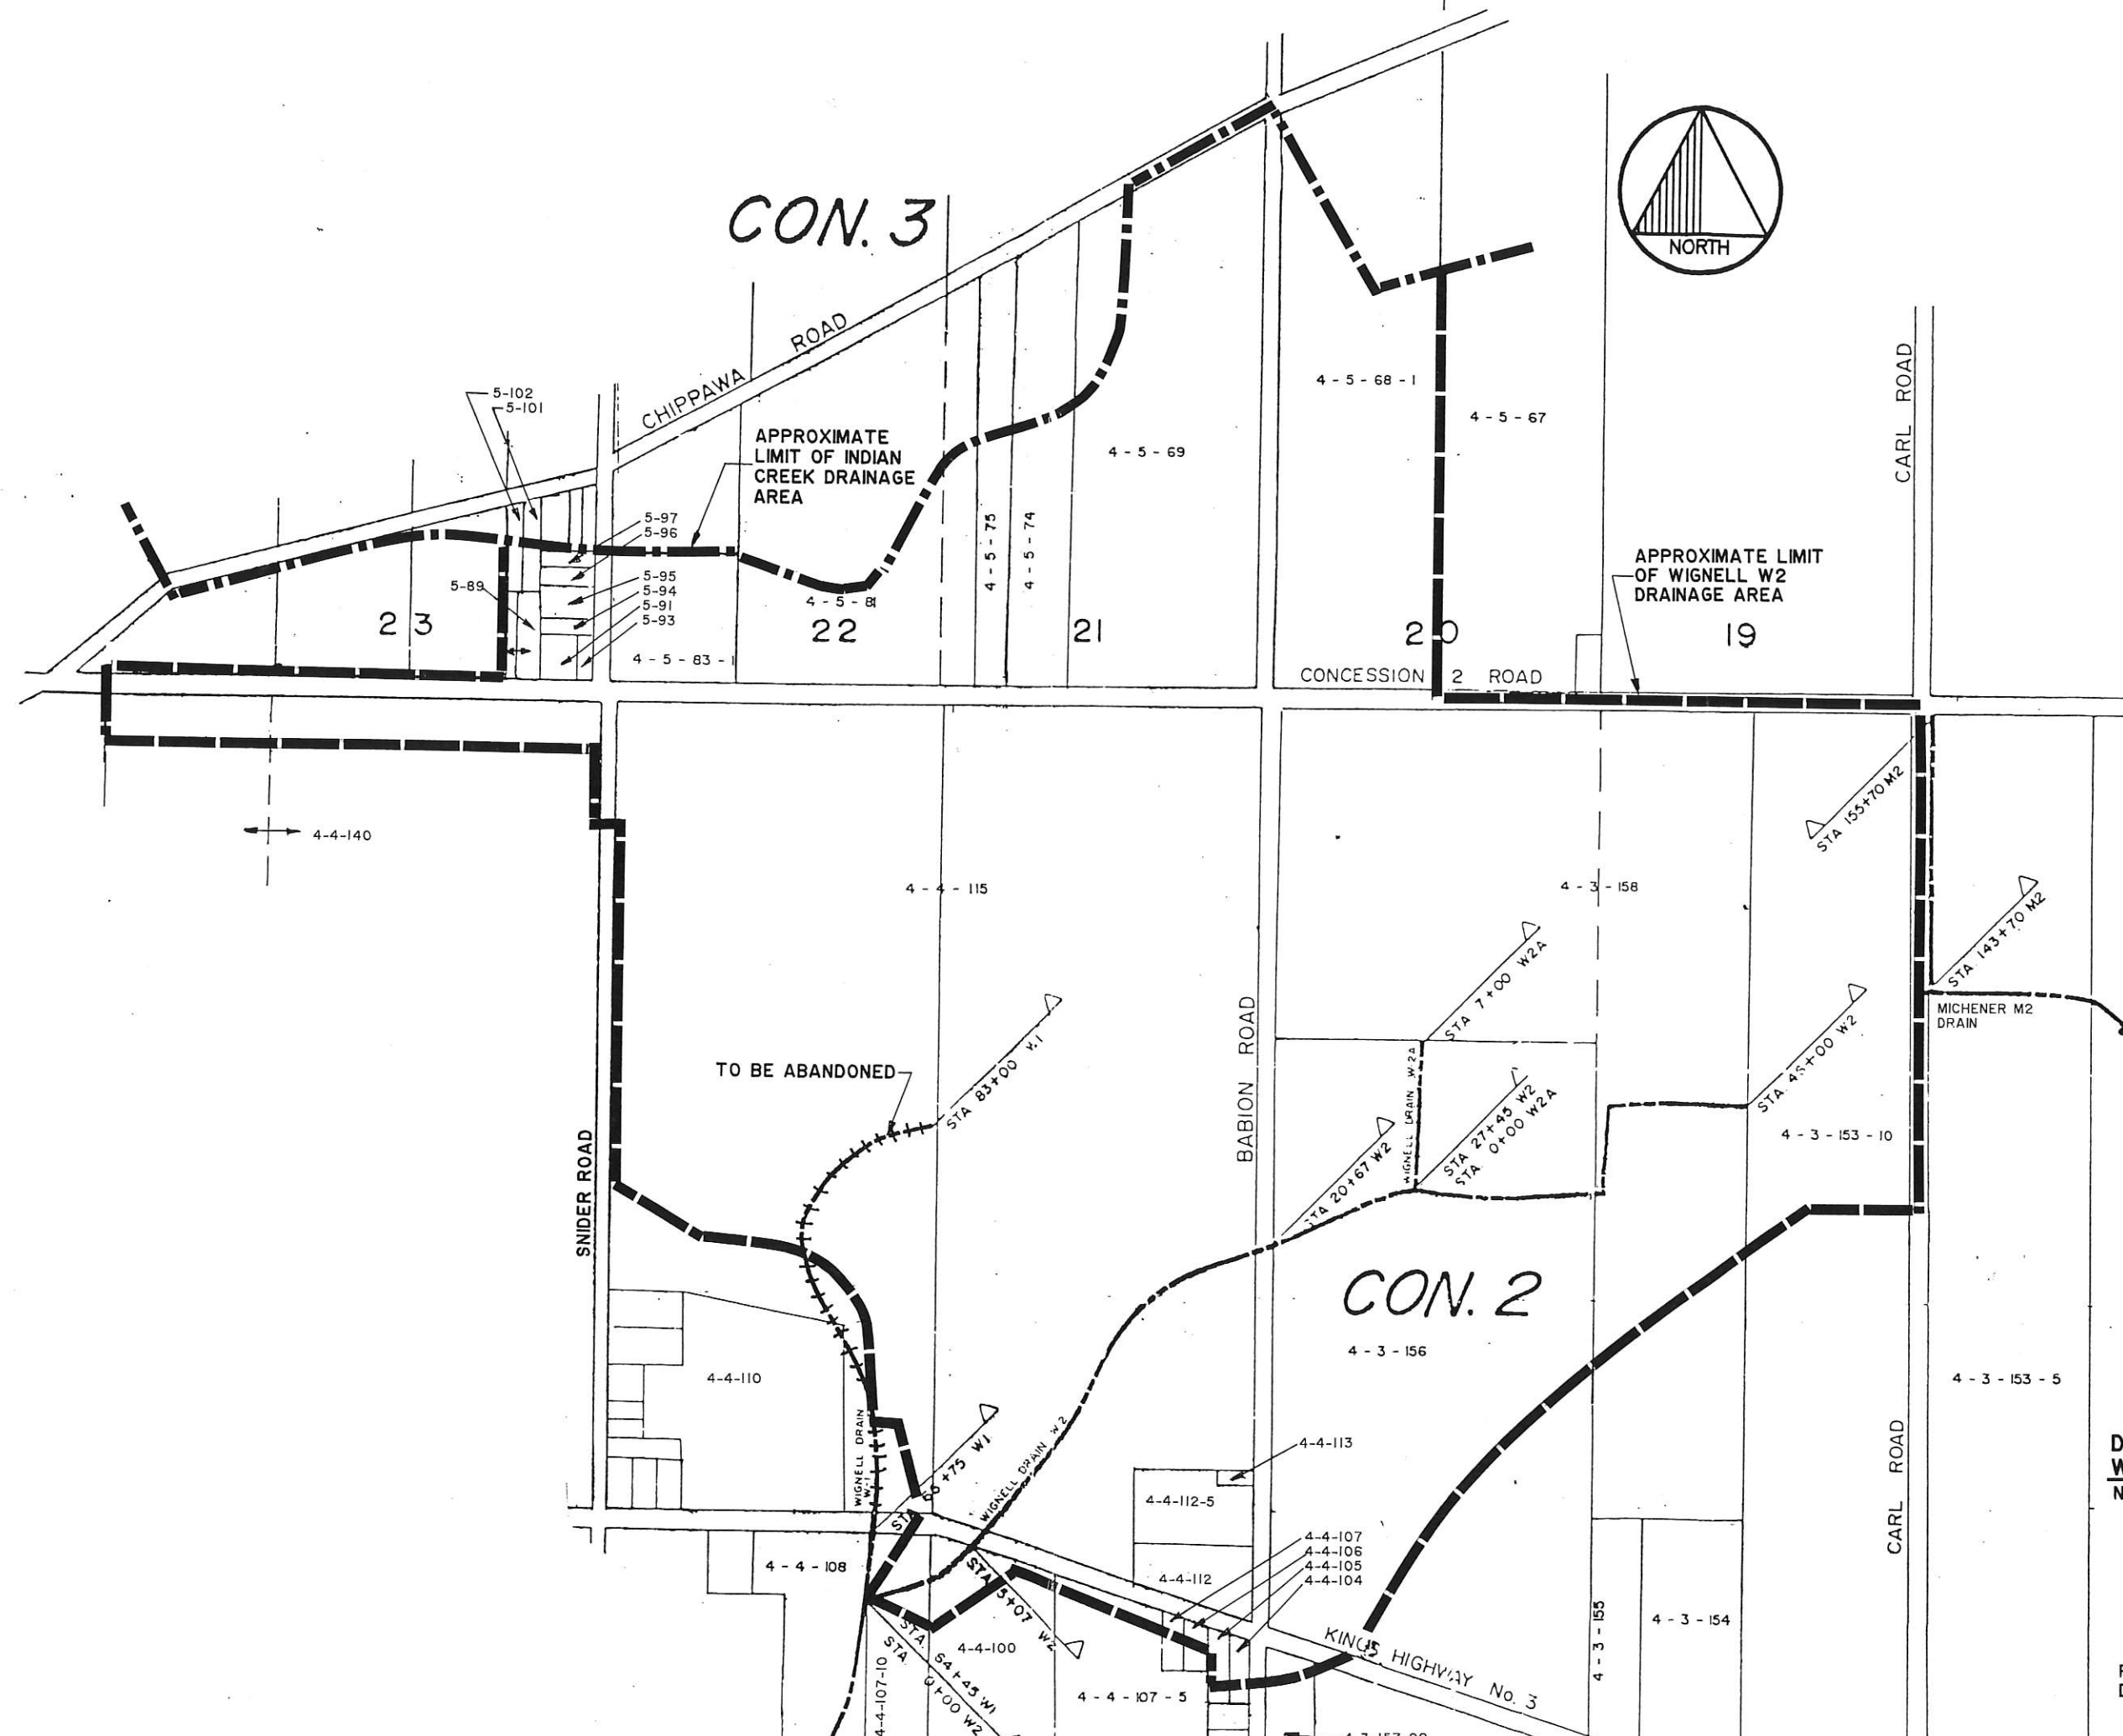 CON. 3
NORTH
CHIPPAWA ROAD
CARL ROAD
4 - 5 - 68 - 1
4 - 5 - 67
5-102
5-101
APPROXIMATE
LIMIT OF INDIAN
CREEK DRAINAGE
AREA
4 - 5 - 69
4 - 5 - 75
4 - 5 - 74
5-97
5-96
5-95
5-94
5-91
5-93
5-89
APPROXIMATE LIMIT
OF WIGNELL W2
DRAINAGE AREA
4 - 5 - 81
23
22
21
20
19
4 - 5 - 83 - 1
CONCESSION 2 ROAD
4-4-140
STA 155+70 M2
4 - 4 - 115
4 - 3 - 158
STA. 143+70 M2
MICHENER M2
DRAIN
STA 7+00 W2A
STA. 45+00 W2
STA 83+00 W1
TO BE ABANDONED
BABION ROAD
WIGNELL DRAIN W-2A
STA 27+45 W2
STA. 0+00 W2A
STA 20+67 W2
4 - 3 - 153 - 10
SNIDER ROAD
CON. 2
4 - 3 - 156
4-4-110
4 - 3 - 153 - 5
WIGNELL DRAIN
W-1
STA 66+75 W1
WIGNELL DRAIN W-2
4-4-113
4-4-112-5
CARL ROAD
4-4-107
4-4-106
4-4-105
4-4-104
4 - 4 - 108
4-4-112
STA. 5+07 W2
4 - 3 - 155
4 - 3 - 154
4-4-100
STA. 64+45 W1
STA. 0+00 W2
KINGS HIGHWAY No. 3
4-4-107-10
4 - 4 - 107 - 5